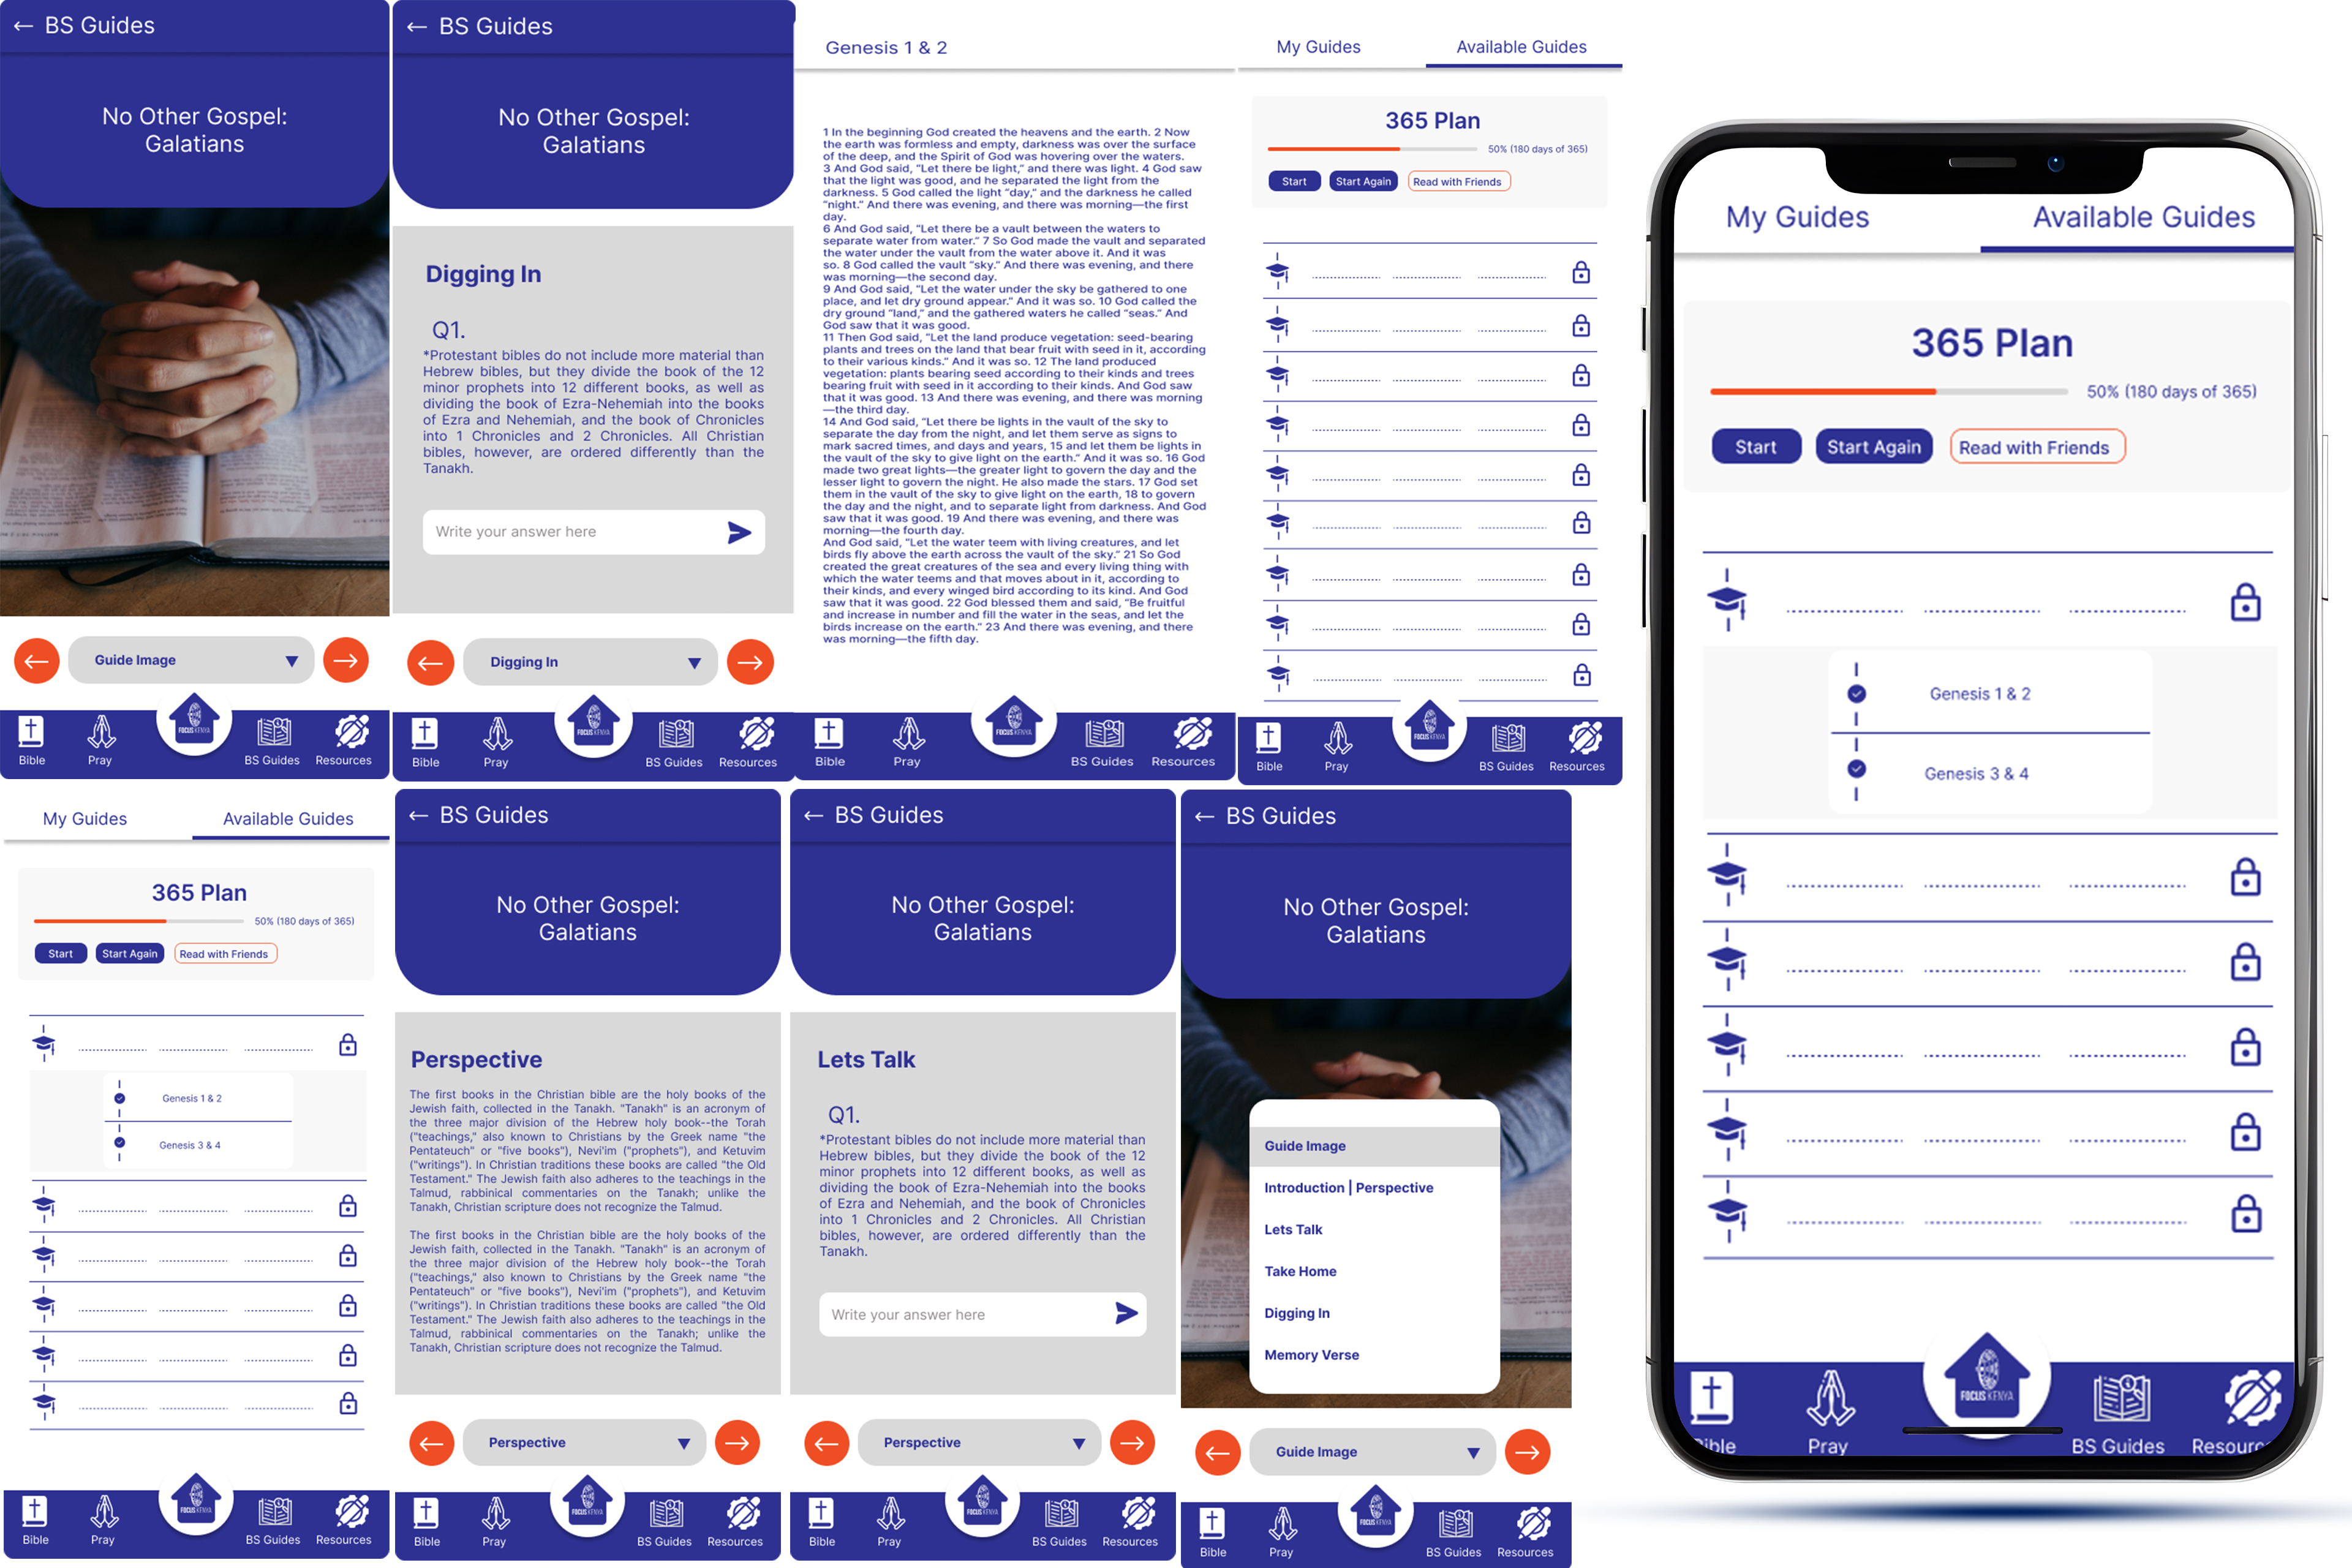 ← BS Guides
No Other Gospel:
Galatians
Guide Image
Bible
Pray
FOCUS KENYA
BS Guides
Resources
← BS Guides
No Other Gospel:
Galatians
Digging In
Q1.
*Protestant bibles do not include more material than
Hebrew bibles, but they divide the book of the 12
minor prophets into 12 different books, as well as
dividing the book of Ezra-Nehemiah into the books
of Ezra and Nehemiah, and the book of Chronicles
into 1 Chronicles and 2 Chronicles. All Christian
bibles, however, are ordered differently than the
Tanakh.
Write your answer here
Digging In
Bible
Pray
FOCUS KENYA
BS Guides
Resources
Genesis 1 & 2
1 In the beginning God created the heavens and the earth. 2 Now
the earth was formless and empty, darkness was over the surface
of the deep, and the Spirit of God was hovering over the waters.
3 And God said, "Let there be light," and there was light. 4 God saw
that the light was good, and he separated the light from the
darkness. 5 God called the light "day," and the darkness he called
"night." And there was evening, and there was morning—the first
day.
6 And God said, "Let there be a vault between the waters to
separate water from water." 7 So God made the vault and separated
the water under the vault from the water above it. And it was
so. 8 God called the vault "sky." And there was evening, and there
was morning—the second day.
9 And God said, "Let the water under the sky be gathered to one
place, and let dry ground appear." And it was so. 10 God called the
dry ground "land," and the gathered waters he called "seas." And
God saw that it was good.
11 Then God said, "Let the land produce vegetation: seed-bearing
plants and trees on the land that bear fruit with seed in it, according
to their various kinds." And it was so. 12 The land produced
vegetation: plants bearing seed according to their kinds and trees
bearing fruit with seed in it according to their kinds. And God saw
that it was good. 13 And there was evening, and there was morning
—the third day.
14 And God said, "Let there be lights in the vault of the sky to
separate the day from the night, and let them serve as signs to
mark sacred times, and days and years, 15 and let them be lights in
the vault of the sky to give light on the earth." And it was so. 16 God
made two great lights—the greater light to govern the day and the
lesser light to govern the night. He also made the stars. 17 God set
them in the vault of the sky to give light on the earth, 18 to govern
the day and the night, and to separate light from darkness. And God
saw that it was good. 19 And there was evening, and there was
morning—the fourth day.
And God said, "Let the water teem with living creatures, and let
birds fly above the earth across the vault of the sky." 21 So God
created the great creatures of the sea and every living thing with
which the water teems and that moves about in it, according to
their kinds, and every winged bird according to its kind. And God
saw that it was good. 22 God blessed them and said, "Be fruitful
and increase in number and fill the water in the seas, and let the
birds increase on the earth." 23 And there was evening, and there
was morning—the fifth day.
Bible
Pray
FOCUS KENYA
BS Guides
Resources
My Guides
Available Guides
365 Plan
50% (180 days of 365)
Start
Start Again
Read with Friends
Bible
Pray
FOCUS KENYA
BS Guides
Resources
My Guides
Available Guides
365 Plan
50% (180 days of 365)
Start
Start Again
Read with Friends
Genesis 1 & 2
Genesis 3 & 4
Bible
Pray
FOCUS KENYA
BS Guides
Resources
← BS Guides
No Other Gospel:
Galatians
Perspective
The first books in the Christian bible are the holy books of the
Jewish faith, collected in the Tanakh. "Tanakh" is an acronym of
the three major division of the Hebrew holy book--the Torah
("teachings," also known to Christians by the Greek name "the
Pentateuch" or "five books"), Nevi'im ("prophets"), and Ketuvim
("writings"). In Christian traditions these books are called "the Old
Testament." The Jewish faith also adheres to the teachings in the
Talmud, rabbinical commentaries on the Tanakh; unlike the
Tanakh, Christian scripture does not recognize the Talmud.
The first books in the Christian bible are the holy books of the
Jewish faith, collected in the Tanakh. "Tanakh" is an acronym of
the three major division of the Hebrew holy book--the Torah
("teachings," also known to Christians by the Greek name "the
Pentateuch" or "five books"), Nevi'im ("prophets"), and Ketuvim
("writings"). In Christian traditions these books are called "the Old
Testament." The Jewish faith also adheres to the teachings in the
Talmud, rabbinical commentaries on the Tanakh; unlike the
Tanakh, Christian scripture does not recognize the Talmud.
Perspective
Bible
Pray
FOCUS KENYA
BS Guides
Resources
← BS Guides
No Other Gospel:
Galatians
Lets Talk
Q1.
*Protestant bibles do not include more material than
Hebrew bibles, but they divide the book of the 12
minor prophets into 12 different books, as well as
dividing the book of Ezra-Nehemiah into the books
of Ezra and Nehemiah, and the book of Chronicles
into 1 Chronicles and 2 Chronicles. All Christian
bibles, however, are ordered differently than the
Tanakh.
Write your answer here
Perspective
Bible
Pray
FOCUS KENYA
BS Guides
Resources
← BS Guides
No Other Gospel:
Galatians
Guide Image
Introduction | Perspective
Lets Talk
Take Home
Digging In
Memory Verse
Guide Image
Bible
Pray
FOCUS KENYA
BS Guides
Resources
My Guides
Available Guides
365 Plan
50% (180 days of 365)
Start
Start Again
Read with Friends
Genesis 1 & 2
Genesis 3 & 4
Bible
Pray
FOCUS KENYA
BS Guides
Resourc